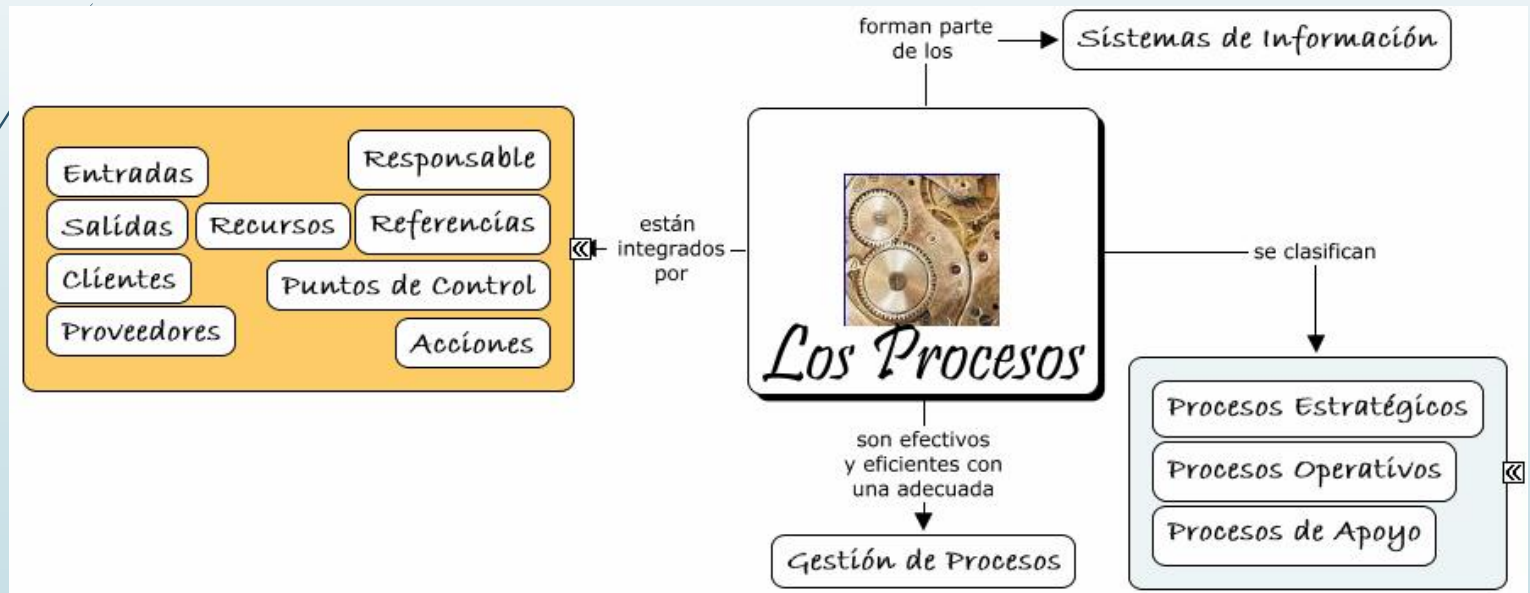 forman parte
de los
Sistemas de Información
Entradas
Responsable
Salidas
Recursos
Referencias
Clientes
Puntos de Control
Proveedores
Acciones
están
integrados
por
Los Procesos
se clasifican
Procesos Estratégicos
Procesos Operativos
Procesos de Apoyo
son efectivos
y eficientes con
una adecuada
Gestión de Procesos